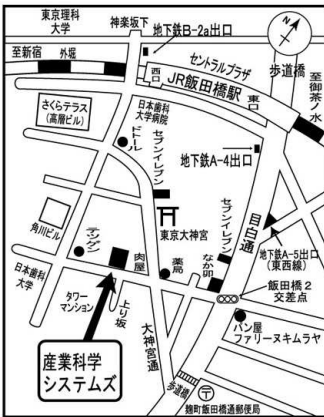 東京理科
大学
神楽坂下
地下鉄B-2a出口
N
至新宿
外堀
セントラルプラザ
西口
JR飯田橋駅
東口
歩道橋
至御茶ノ水
さくらテラス
(高層ビル)
日本歯科
大学病院
ドトール
セブンイレブン
地下鉄A-4出口
目白通
角川ビル
東京大神宮
セブンイレブン
地下鉄A-5出口
(東西線)
テンゲン
肉屋
薬局
なか卯
飯田橋2
交差点
日本歯科
大学
タワー
マンション
上り坂
大神宮通
パン屋
ファリーヌキムラヤ
産業科学
システムズ
歩道橋
〒
麹町飯田橋通郵便局